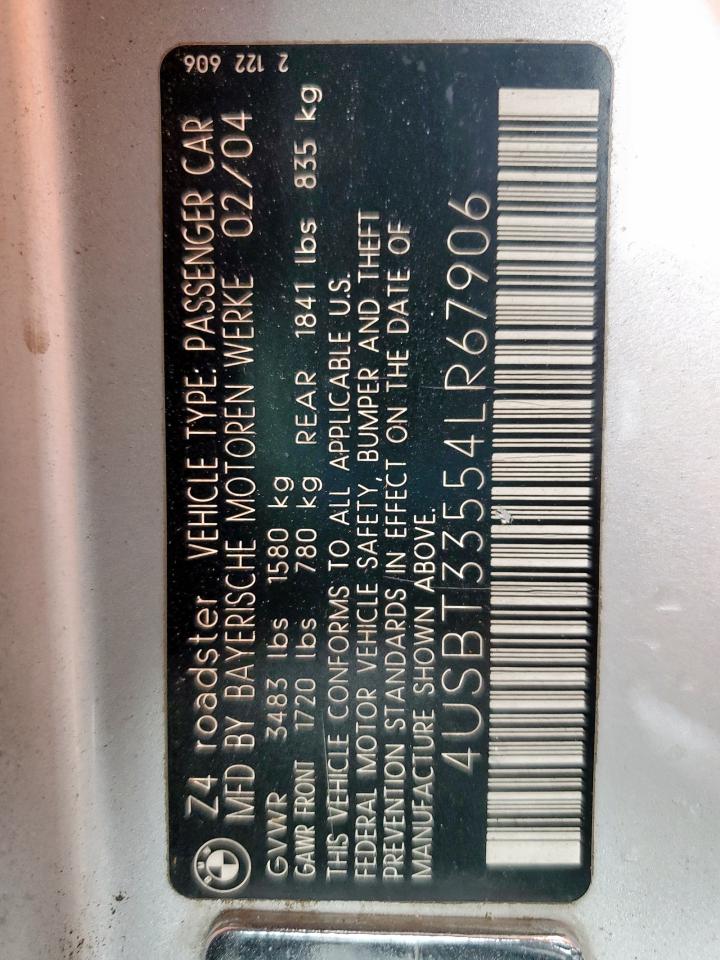 2 122 606
Z4 roadster VEHICLE TYPE: PASSENGER CAR
MFD BY BAYERISCHE MOTOREN WERKE 02/04
GVWR 3483 lbs 1580 kg
GAWR FRONT 1720 lbs 780 kg REAR 1841 lbs 835 kg
THIS VEHICLE CONFORMS TO ALL APPLICABLE U.S.
FEDERAL MOTOR VEHICLE SAFETY, BUMPER AND THEFT
PREVENTION STANDARDS IN EFFECT ON THE DATE OF
MANUFACTURE SHOWN ABOVE.
4USBT33554LR67906